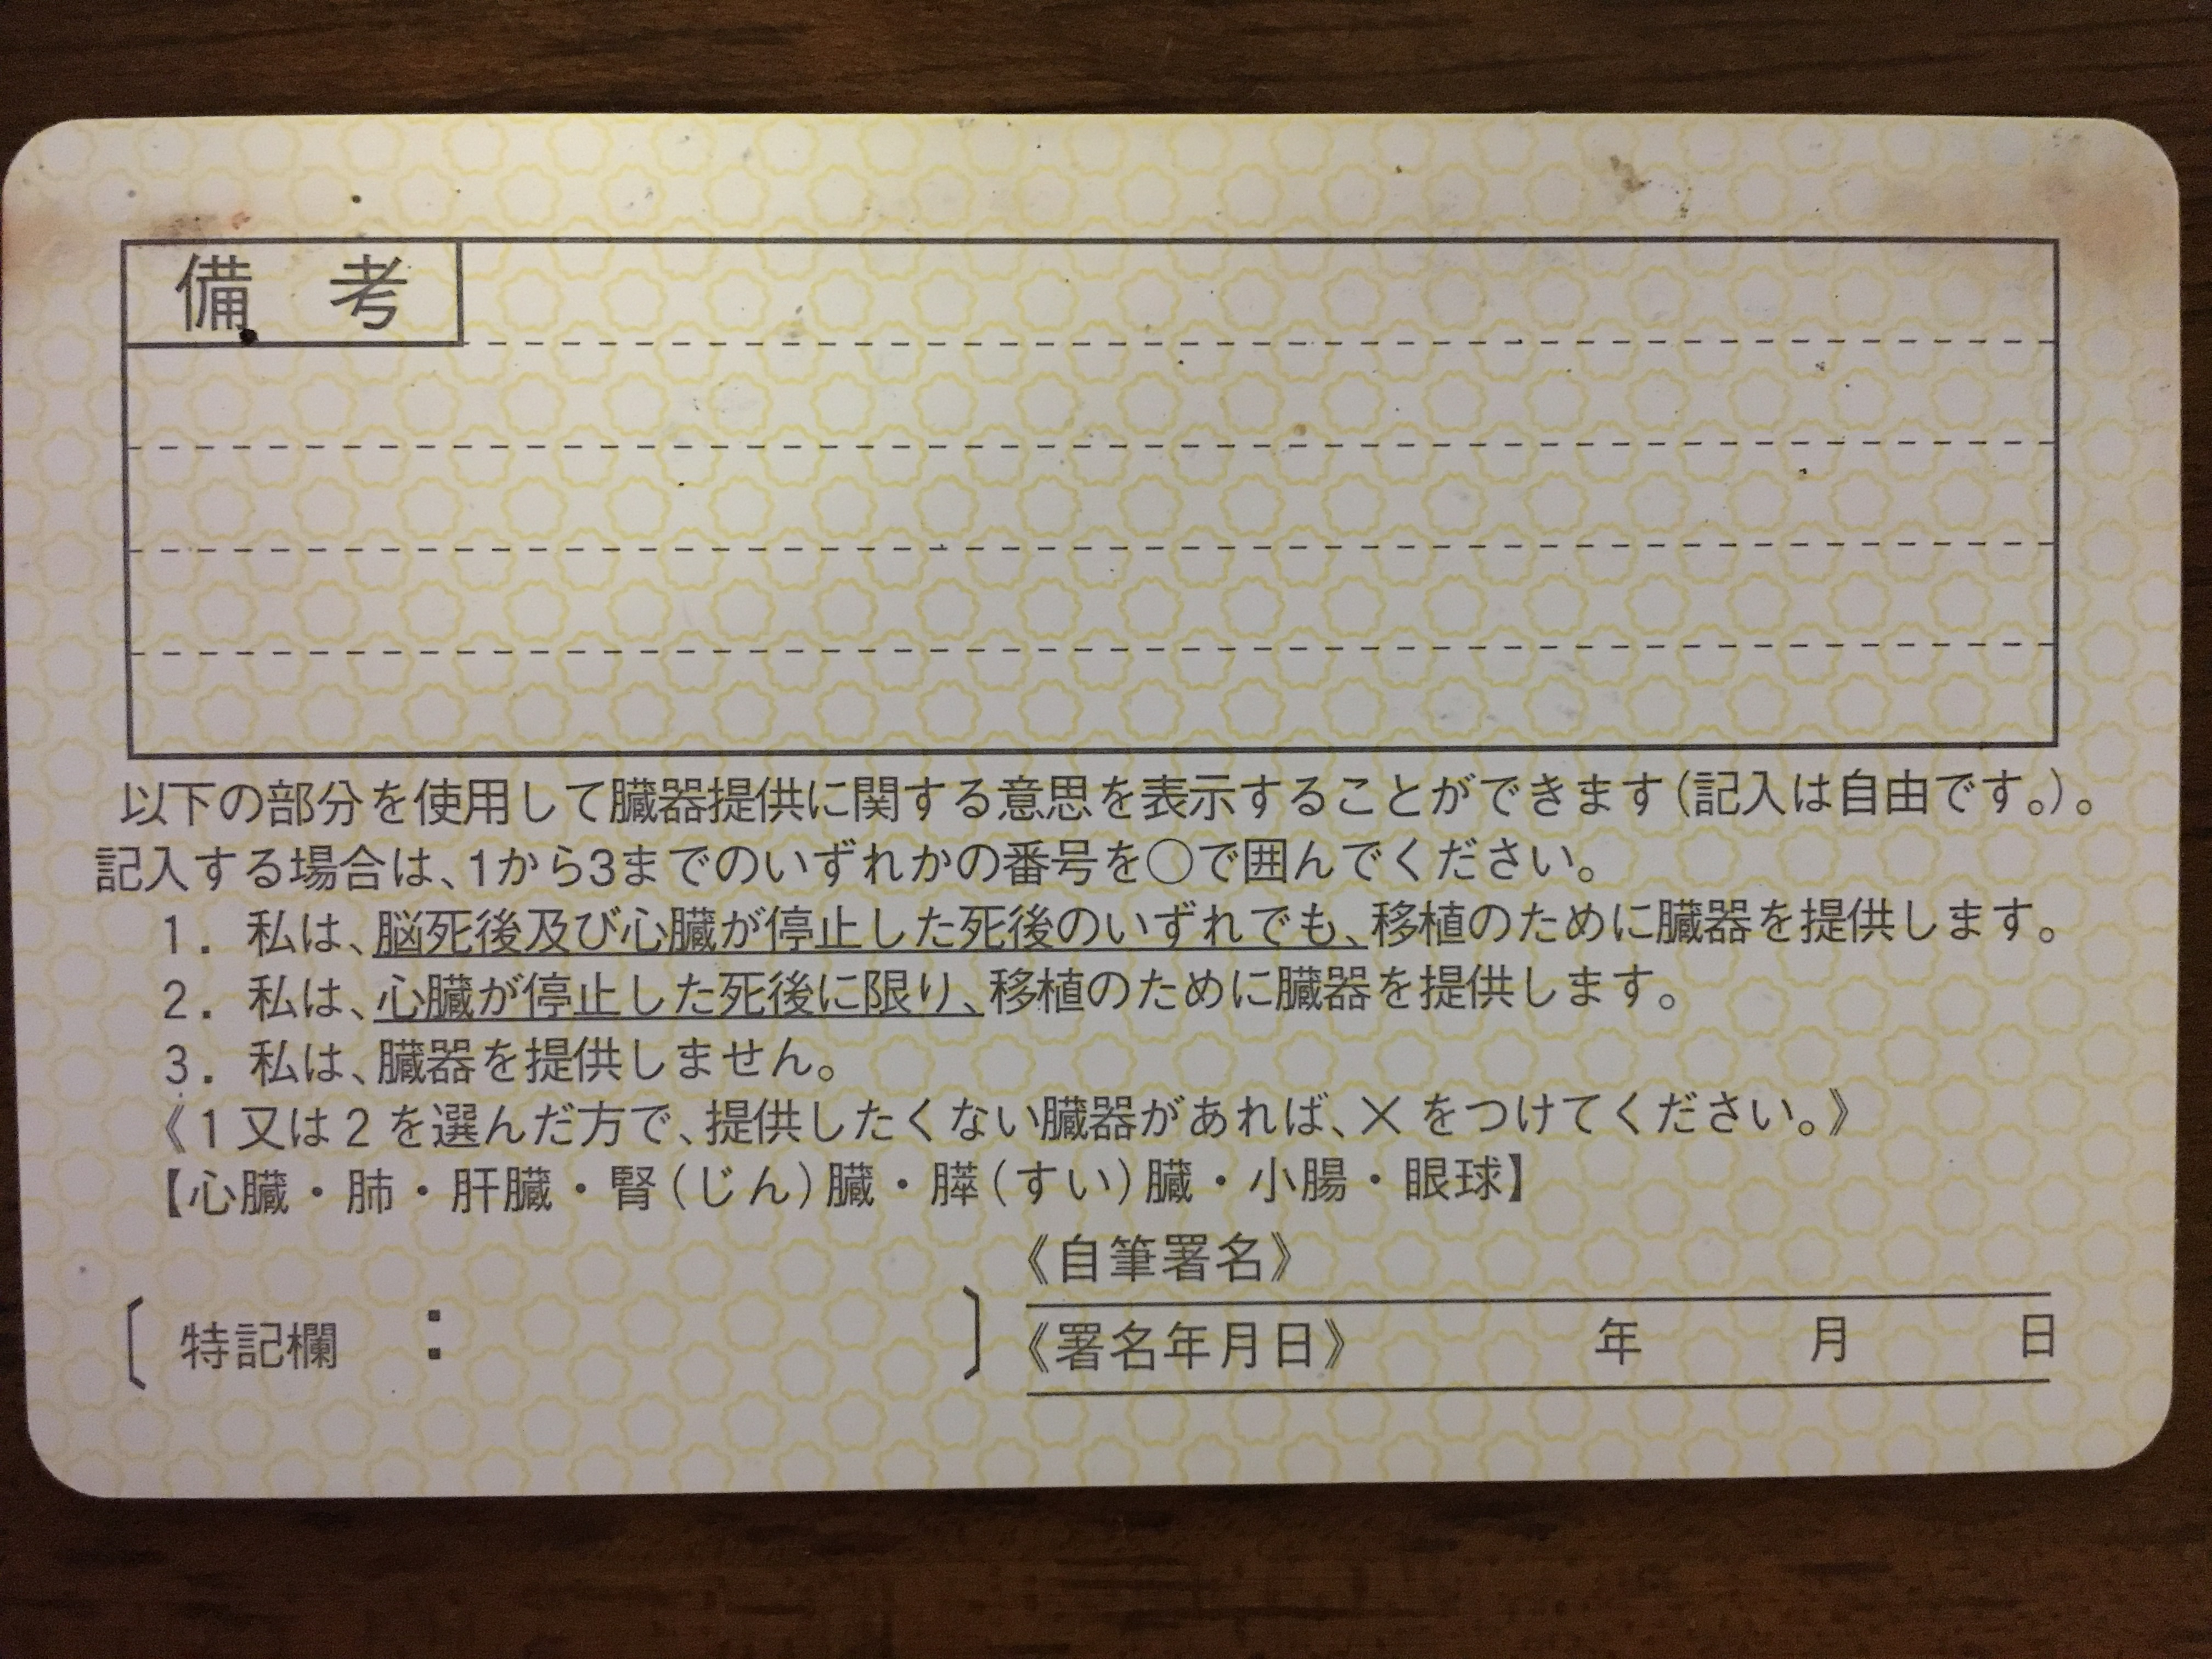 備 考
以下の部分を使用して臓器提供に関する意思を表示することができます(記入は自由です。)。
記入する場合は、1から3までのいずれかの番号を○で囲んでください。
1. 私は、脳死後及び心臓が停止した死後のいずれでも、移植のために臓器を提供します。
2. 私は、心臓が停止した死後に限り、移植のために臓器を提供します。
3. 私は、臓器を提供しません。
《1又は2を選んだ方で、提供したくない臓器があれば、×をつけてください。》
【心臓・肺・肝臓・腎(じん)臓・膵(すい)臓・小腸・眼球】
《自筆署名》
〔 特記欄 : 〕
《署名年月日》 年 月 日